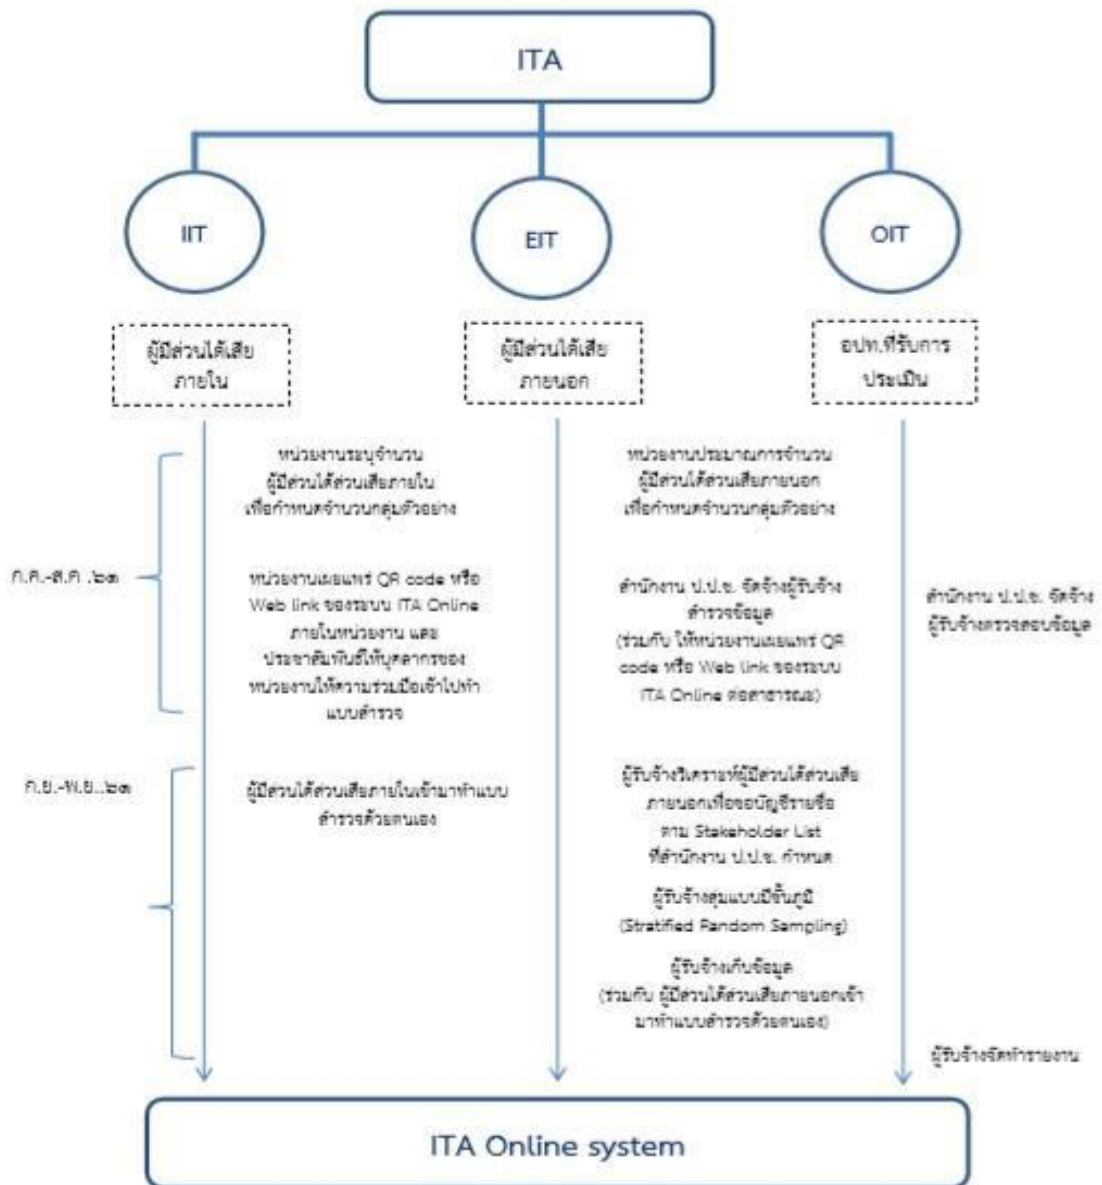 ITA
IIT
EIT
OIT
ผู้มีส่วนได้เสีย
ภายใน
ผู้มีส่วนได้เสีย
ภายนอก
อปท.ที่รับการ
ประเมิน
ก.ค.-ส.ค .๖๑
หน่วยงานระบุจำนวน
ผู้มีส่วนได้ส่วนเสียภายใน
เพื่อกำหนดจำนวนกลุ่มตัวอย่าง
หน่วยงานประมาณการจำนวน
ผู้มีส่วนได้ส่วนเสียภายนอก
เพื่อกำหนดจำนวนกลุ่มตัวอย่าง
หน่วยงานเผยแพร่ QR code หรือ
Web link ของระบบ ITA Online
ภายในหน่วยงาน และ
ประชาสัมพันธ์ให้บุคลากรของ
หน่วยงานให้ความร่วมมือเข้าไปทำ
แบบสำรวจ
สำนักงาน ป.ป.ช. จัดจ้างผู้รับจ้าง
สำรวจข้อมูล
(ร่วมกับ ให้หน่วยงานเผยแพร่ QR
code หรือ Web link ของระบบ
ITA Online ต่อสาธารณะ)
สำนักงาน ป.ป.ช. จัดจ้าง
ผู้รับจ้างตรวจสอบข้อมูล
ก.ย.-พ.ย..๖๑
ผู้มีส่วนได้ส่วนเสียภายในเข้ามาทำแบบ
สำรวจด้วยตนเอง
ผู้รับจ้างวิเคราะห์ผู้มีส่วนได้ส่วนเสีย
ภายนอกเพื่อขอบัญชีรายชื่อ
ตาม Stakeholder List
ที่สำนักงาน ป.ป.ช. กำหนด
ผู้รับจ้างสุ่มแบบมีชั้นภูมิ
(Stratified Random Sampling)
ผู้รับจ้างเก็บข้อมูล
(ร่วมกับ ผู้มีส่วนได้ส่วนเสียภายนอกเข้า
มาทำแบบสำรวจด้วยตนเอง)
ผู้รับจ้างจัดทำรายงาน
ITA Online system